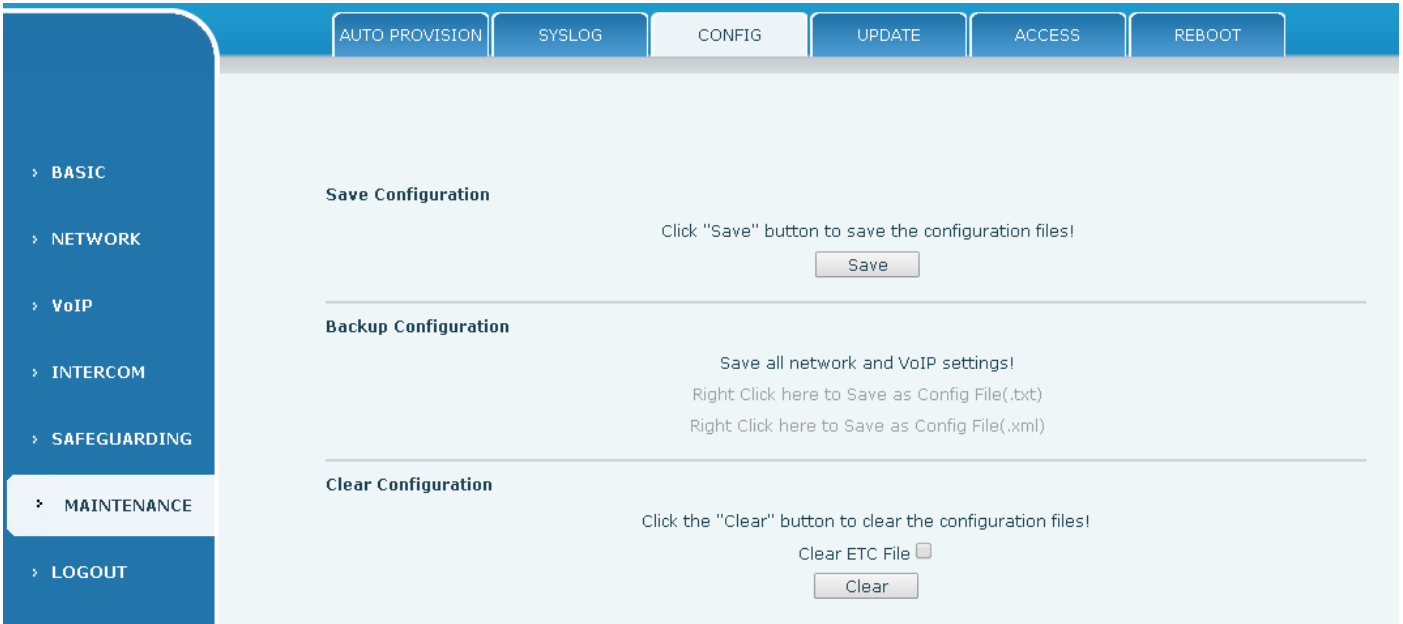 AUTO PROVISION SYSLOG CONFIG UPDATE ACCESS REBOOT
› BASIC
› NETWORK
› VoIP
› INTERCOM
› SAFEGUARDING
› MAINTENANCE
› LOGOUT
Save Configuration
Click "Save" button to save the configuration files!
Save
Backup Configuration
Save all network and VoIP settings!
Right Click here to Save as Config File(.txt)
Right Click here to Save as Config File(.xml)
Clear Configuration
Click the "Clear" button to clear the configuration files!
Clear ETC File
Clear